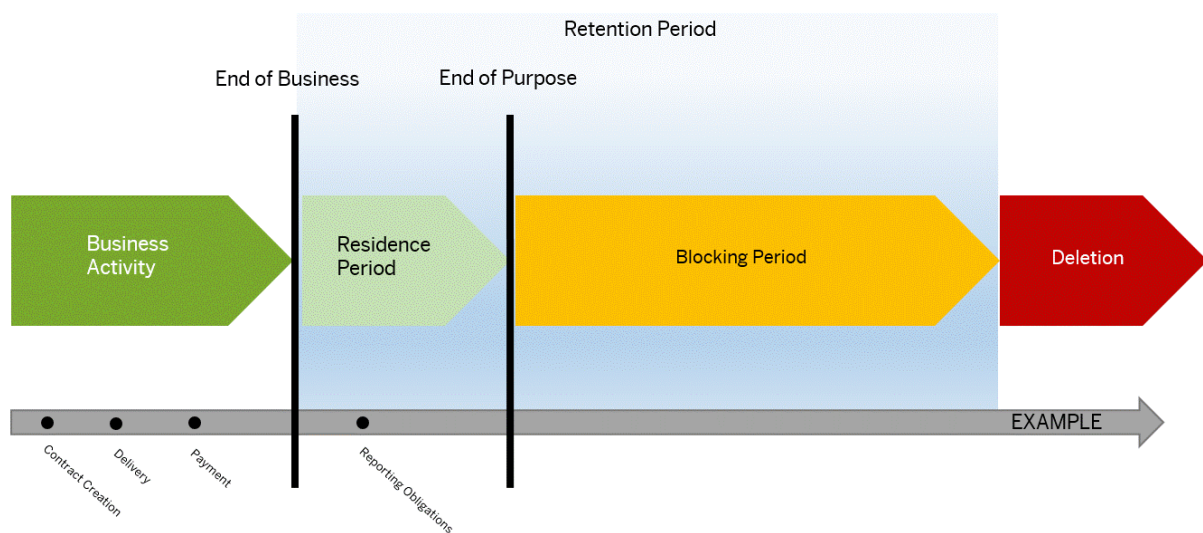 Retention Period
End of Business
End of Purpose
Business
Activity
Residence
Period
Blocking Period
Deletion
EXAMPLE
Contract Creation
Delivery
Payment
Reporting Obligations